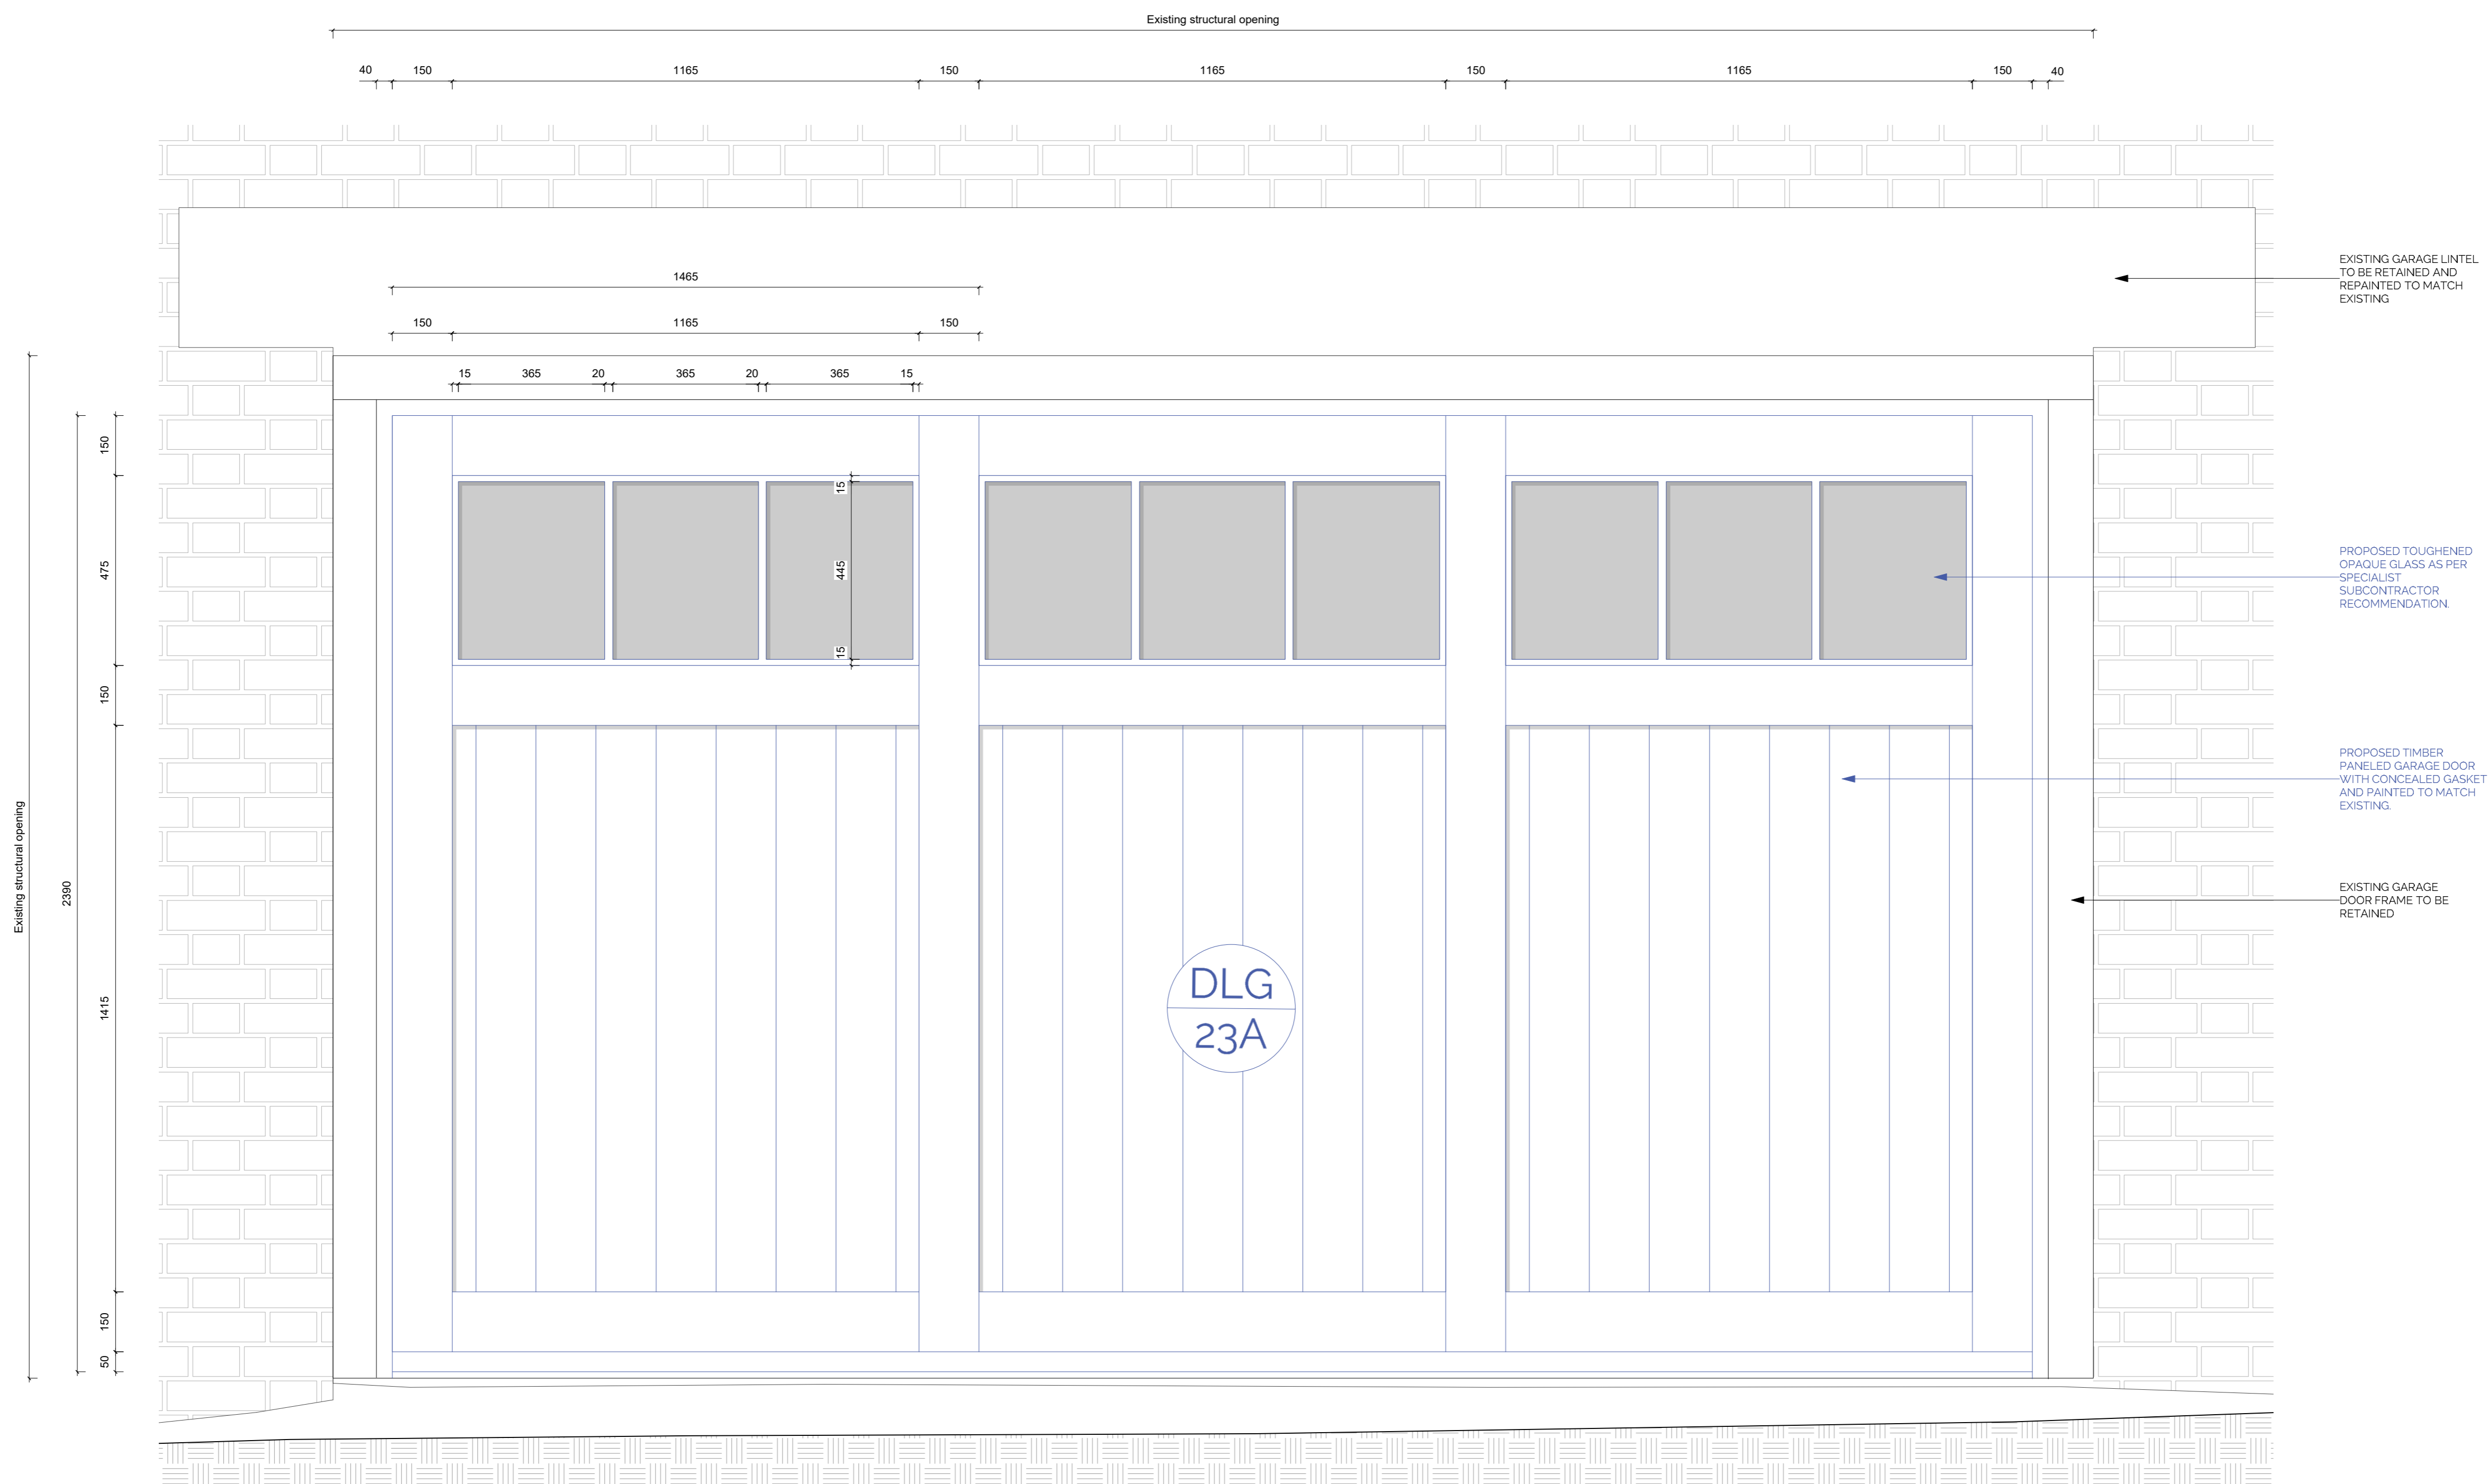 Existing structural opening
40 150 1165 150 1165 150 1165 150 40
1465
150 1165 150
15 365 20 365 20 365 15
EXISTING GARAGE LINTEL
TO BE RETAINED AND
REPAINTED TO MATCH
EXISTING
150
475
150
1415
150
50
2390
Existing structural opening
15
445
15
PROPOSED TOUGHENED
OPAQUE GLASS AS PER
SPECIALIST
SUBCONTRACTOR
RECOMMENDATION.
PROPOSED TIMBER
PANELED GARAGE DOOR
WITH CONCEALED GASKET
AND PAINTED TO MATCH
EXISTING.
EXISTING GARAGE
DOOR FRAME TO BE
RETAINED
DLG
23A